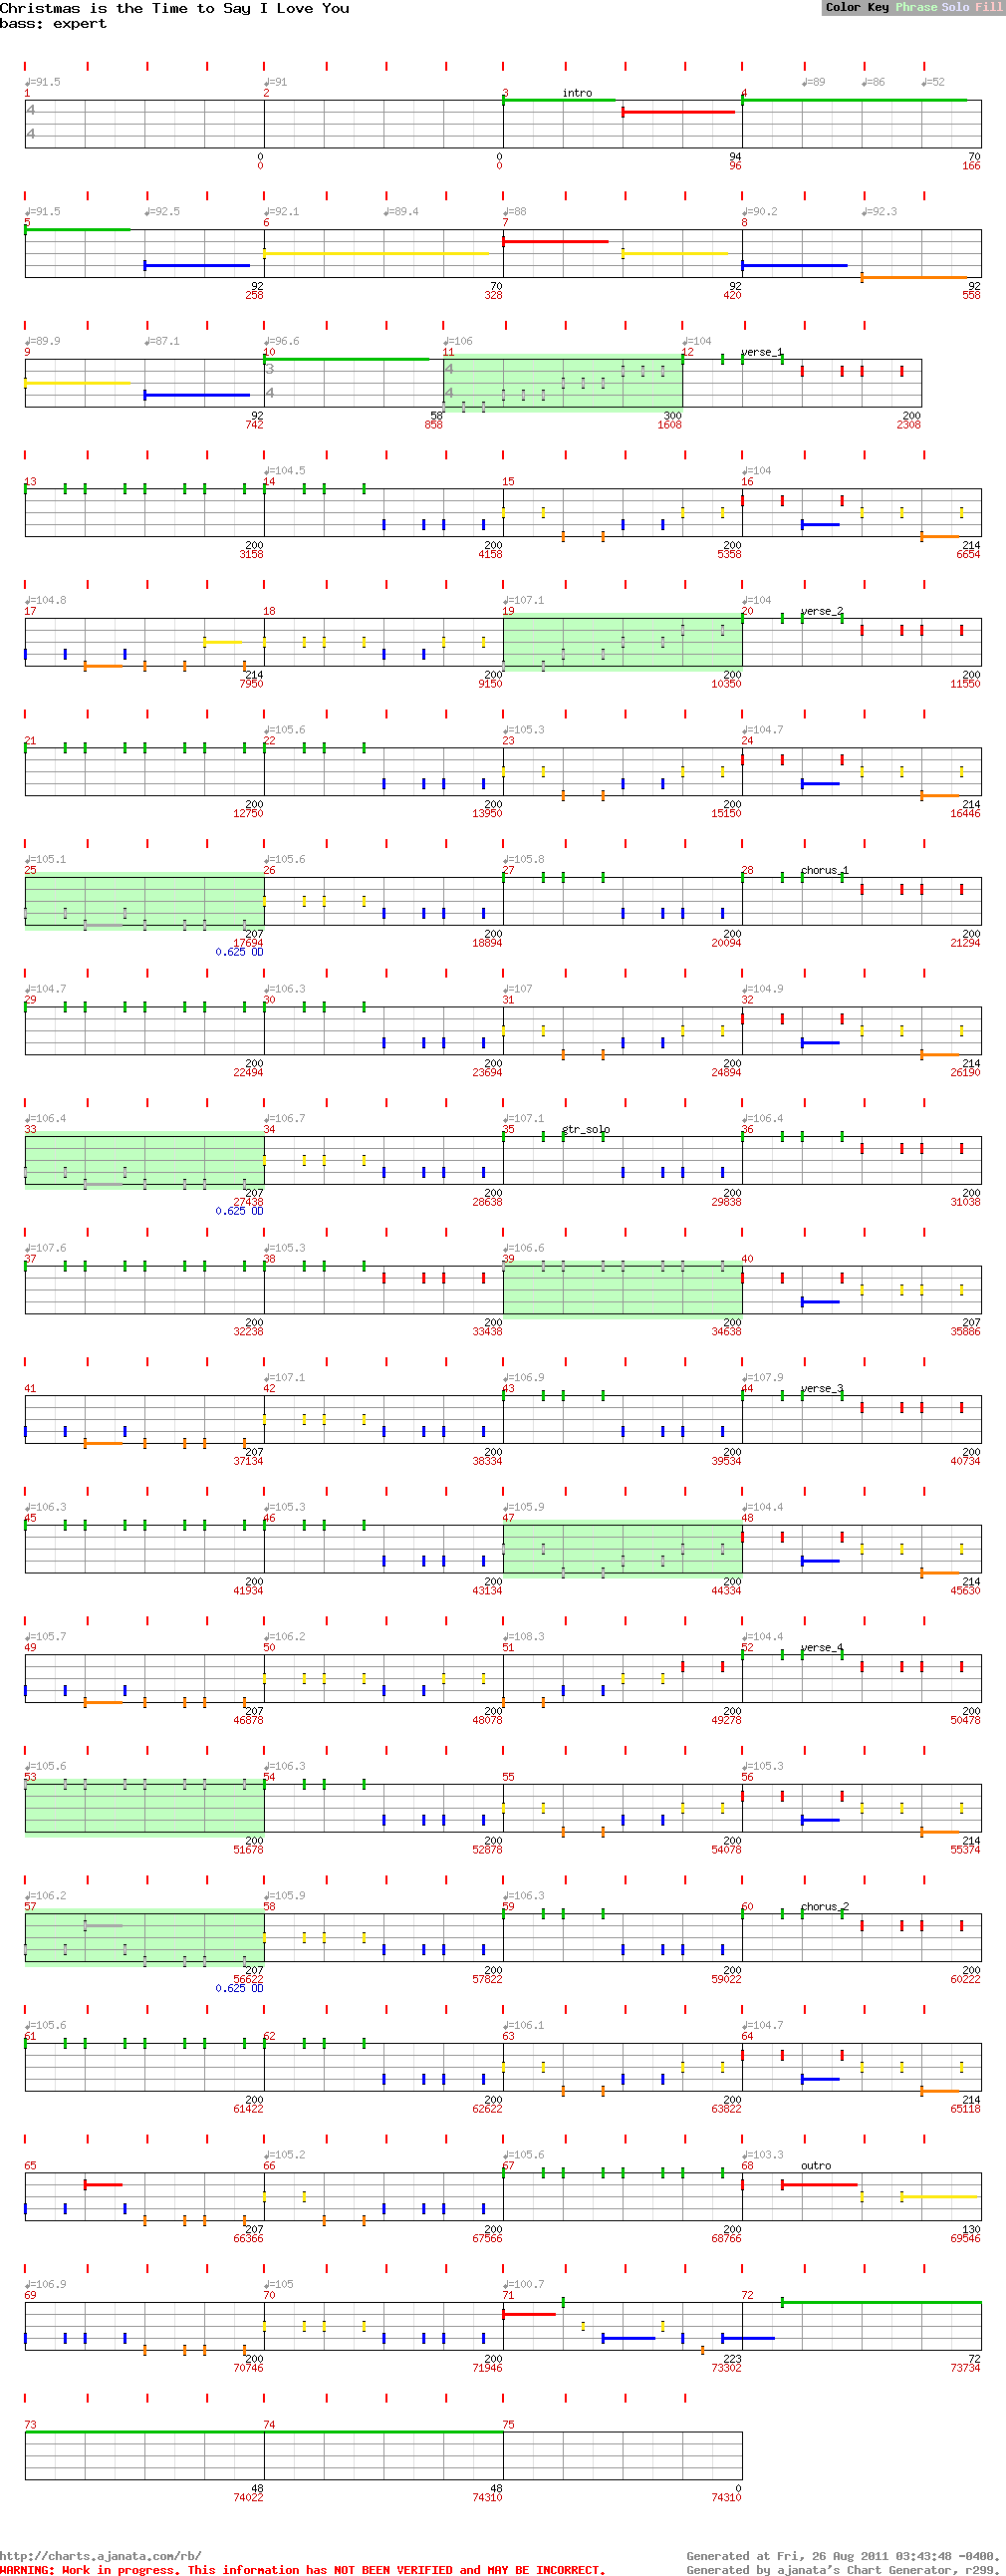 Christmas is the Time to Say I Love You
bass: expert
Color Key Phrase Solo Fill
♩=91.5 ♩=91 ♩=89 ♩=86 ♩=52
1 2 3 intro 4
4
4
0 0 94 70
0 0 96 166
♩=91.5 ♩=92.5 ♩=92.1 ♩=89.4 ♩=88 ♩=90.2 ♩=92.3
5 6 7 8
92 70 92 92
258 328 420 558
♩=89.9 ♩=87.1 ♩=96.6 ♩=106 ♩=104
9 10 11 12 verse_1
3 4
4 4
92 58 300 200
742 858 1608 2308
♩=104.5 ♩=104
13 14 15 16
200 200 200 214
3158 4158 5358 6654
♩=104.8 ♩=107.1 ♩=104
17 18 19 20 verse_2
214 200 200 200
7950 9150 10350 11550
♩=105.6 ♩=105.3 ♩=104.7
21 22 23 24
200 200 200 214
12750 13950 15150 16446
♩=105.1 ♩=105.6 ♩=105.8
25 26 27 28 chorus_1
207 200 200 200
17694 18894 20094 21294
0.625 OD
♩=104.7 ♩=106.3 ♩=107 ♩=104.9
29 30 31 32
200 200 200 214
22494 23694 24894 26190
♩=106.4 ♩=106.7 ♩=107.1 ♩=106.4
33 34 35 gtr_solo 36
207 200 200 200
27438 28638 29838 31038
0.625 OD
♩=107.6 ♩=105.3 ♩=106.6
37 38 39 40
200 200 200 207
32238 33438 34638 35886
♩=107.1 ♩=106.9 ♩=107.9
41 42 43 44 verse_3
207 200 200 200
37134 38334 39534 40734
♩=106.3 ♩=105.3 ♩=105.9 ♩=104.4
45 46 47 48
200 200 200 214
41934 43134 44334 45630
♩=105.7 ♩=106.2 ♩=108.3 ♩=104.4
49 50 51 52 verse_4
207 200 200 200
46878 48078 49278 50478
♩=105.6 ♩=106.3 ♩=105.3
53 54 55 56
200 200 200 214
51678 52878 54078 55374
♩=106.2 ♩=105.9 ♩=106.3
57 58 59 60 chorus_2
207 200 200 200
56622 57822 59022 60222
0.625 OD
♩=105.6 ♩=106.1 ♩=104.7
61 62 63 64
200 200 200 214
61422 62622 63822 65118
♩=105.2 ♩=105.6 ♩=103.3
65 66 67 68 outro
207 200 200 130
66366 67566 68766 69546
♩=106.9 ♩=105 ♩=100.7
69 70 71 72
200 200 223 72
70746 71946 73302 73734
73 74 75
48 48 0
74022 74310 74310
http://charts.ajanata.com/rb/
Generated at Fri, 26 Aug 2011 03:43:48 -0400.
WARNING: Work in progress. This information has NOT BEEN VERIFIED and MAY BE INCORRECT.
Generated by ajanata's Chart Generator, r299.